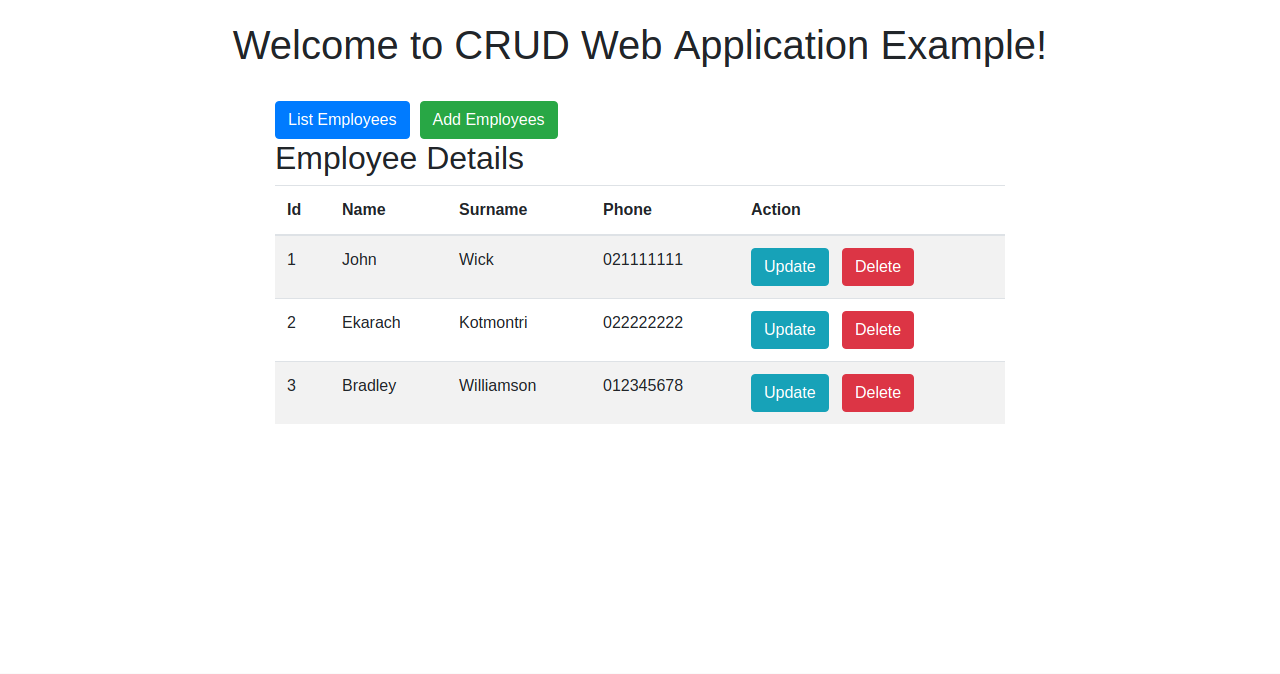 Welcome to CRUD Web Application Example!
List Employees Add Employees
Employee Details
Id Name Surname Phone Action
1 John Wick 021111111 Update Delete
2 Ekarach Kotmontri 022222222 Update Delete
3 Bradley Williamson 012345678 Update Delete